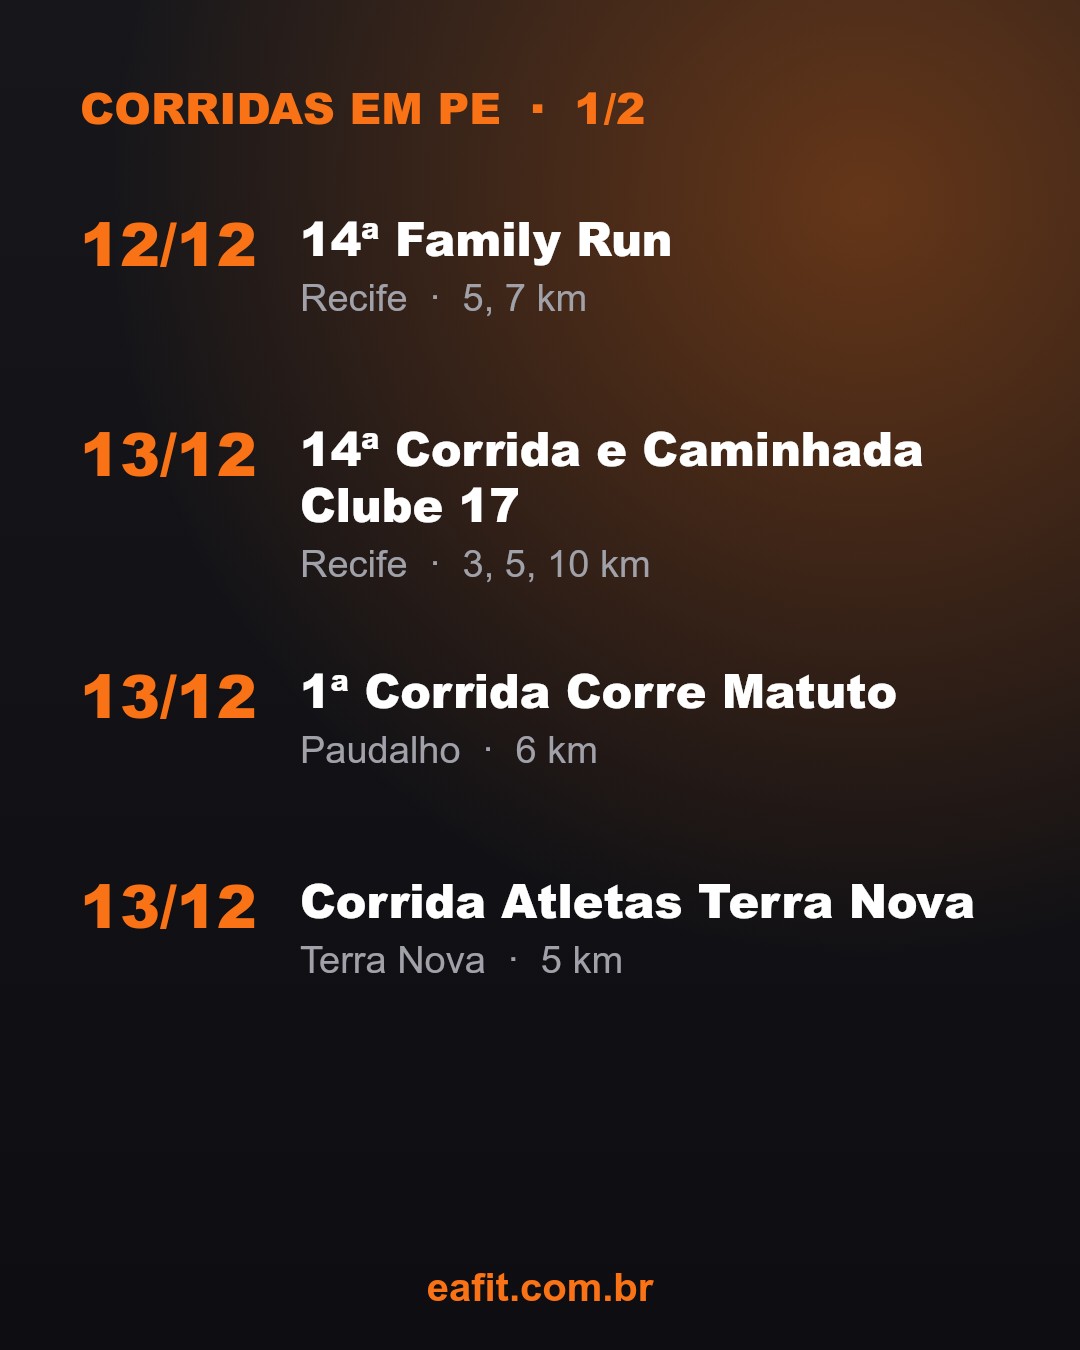 CORRIDAS EM PE · 1/2
12/12 14ª Family Run
Recife · 5, 7 km
13/12 14ª Corrida e Caminhada
Clube 17
Recife · 3, 5, 10 km
13/12 1ª Corrida Corre Matuto
Paudalho · 6 km
13/12 Corrida Atletas Terra Nova
Terra Nova · 5 km
eafit.com.br